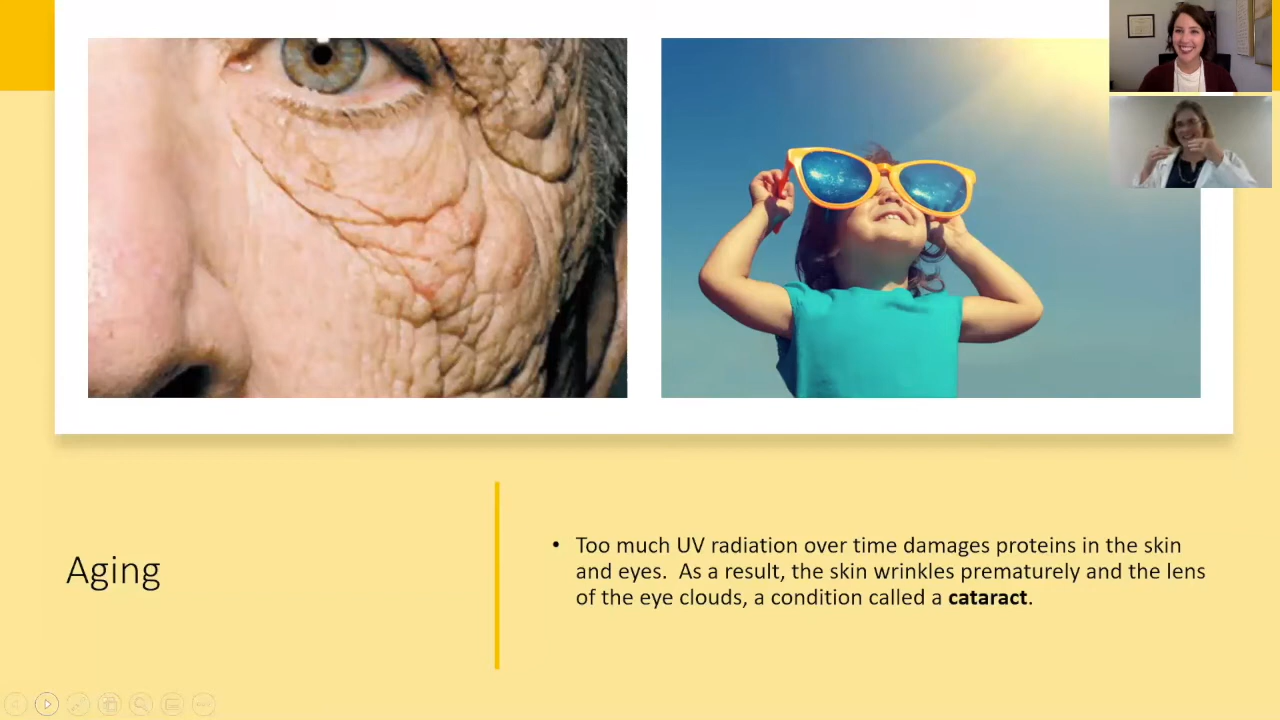 Aging
• Too much UV radiation over time damages proteins in the skin
and eyes.  As a result, the skin wrinkles prematurely and the lens
of the eye clouds, a condition called a cataract.